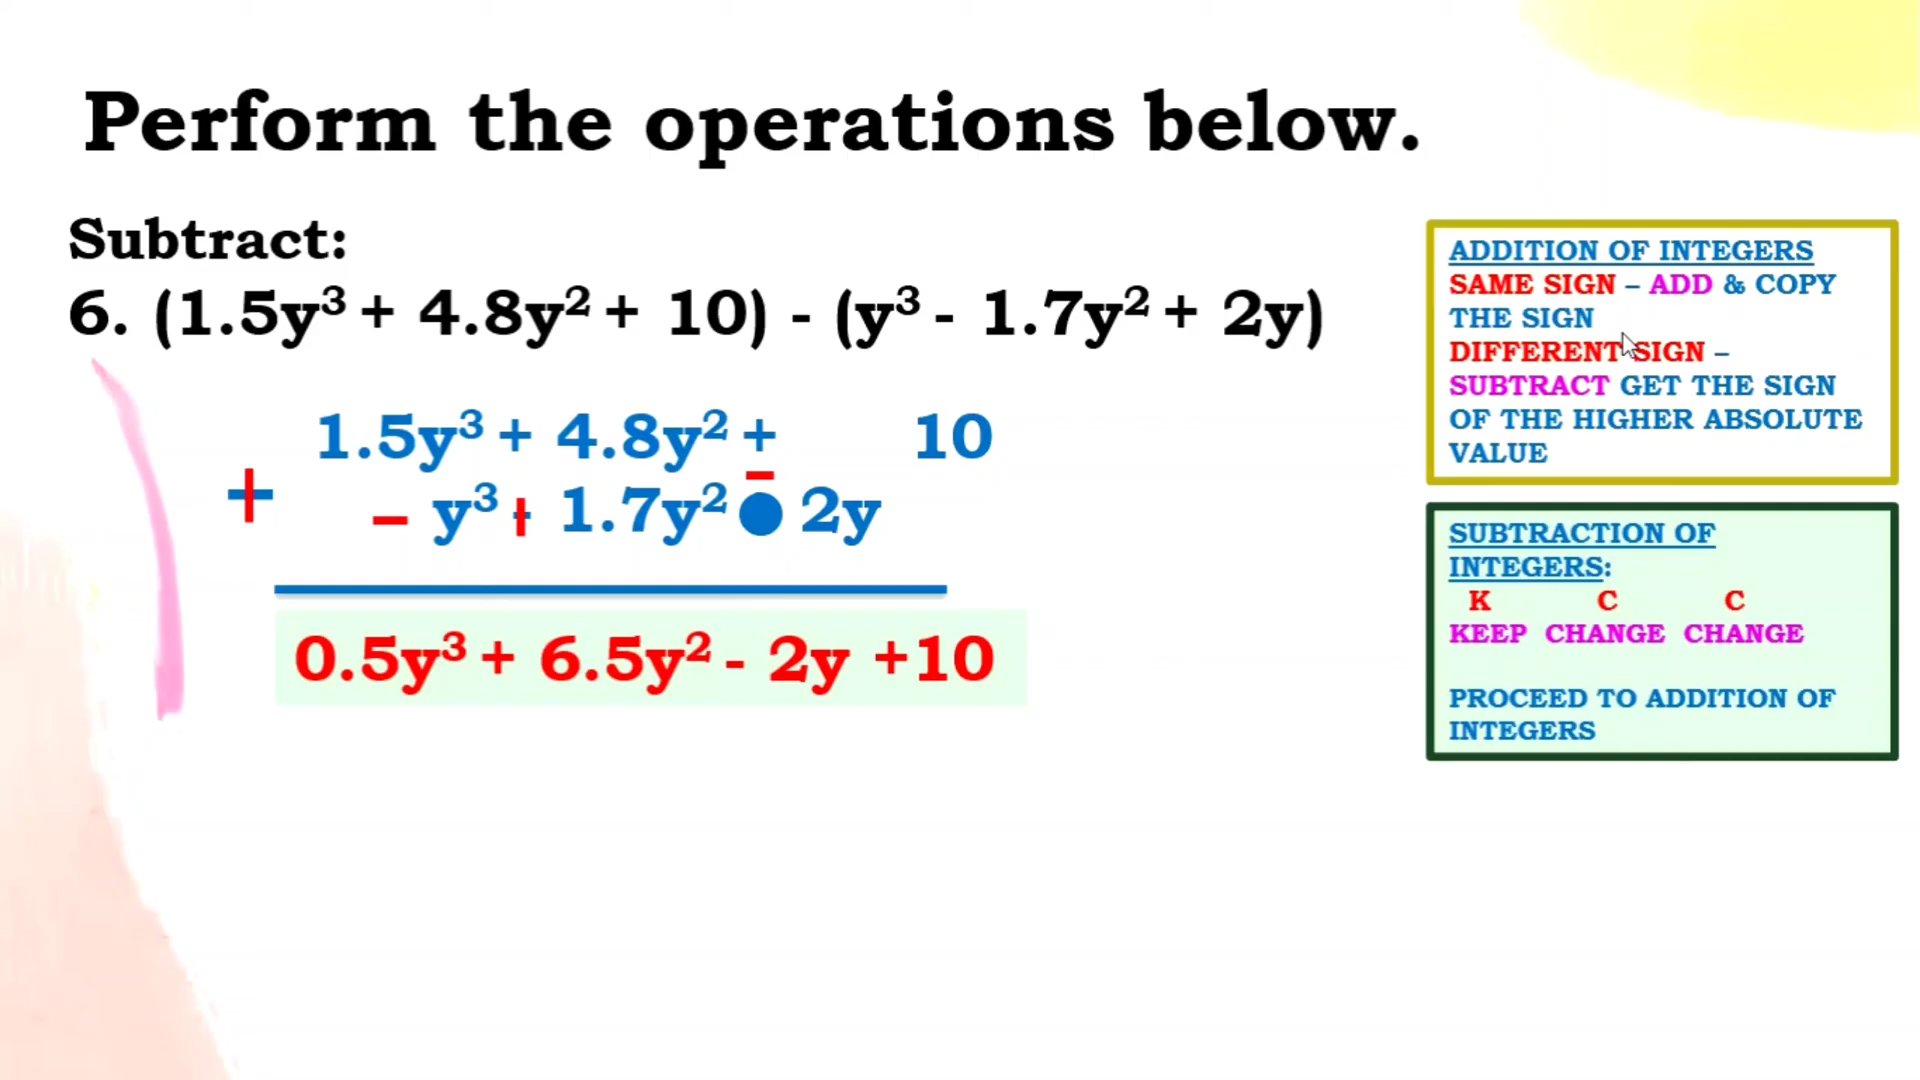 Perform the operations below.
Subtract:
6. (1.5y³ + 4.8y² + 10) - (y³ - 1.7y² + 2y)
1.5y³ + 4.8y² + 10
+ – y³ + 1.7y² – 2y
0.5y³ + 6.5y² - 2y +10
ADDITION OF INTEGERS
SAME SIGN – ADD & COPY
THE SIGN
DIFFERENT SIGN –
SUBTRACT GET THE SIGN
OF THE HIGHER ABSOLUTE
VALUE
SUBTRACTION OF
INTEGERS:
K C C
KEEP CHANGE CHANGE
PROCEED TO ADDITION OF
INTEGERS